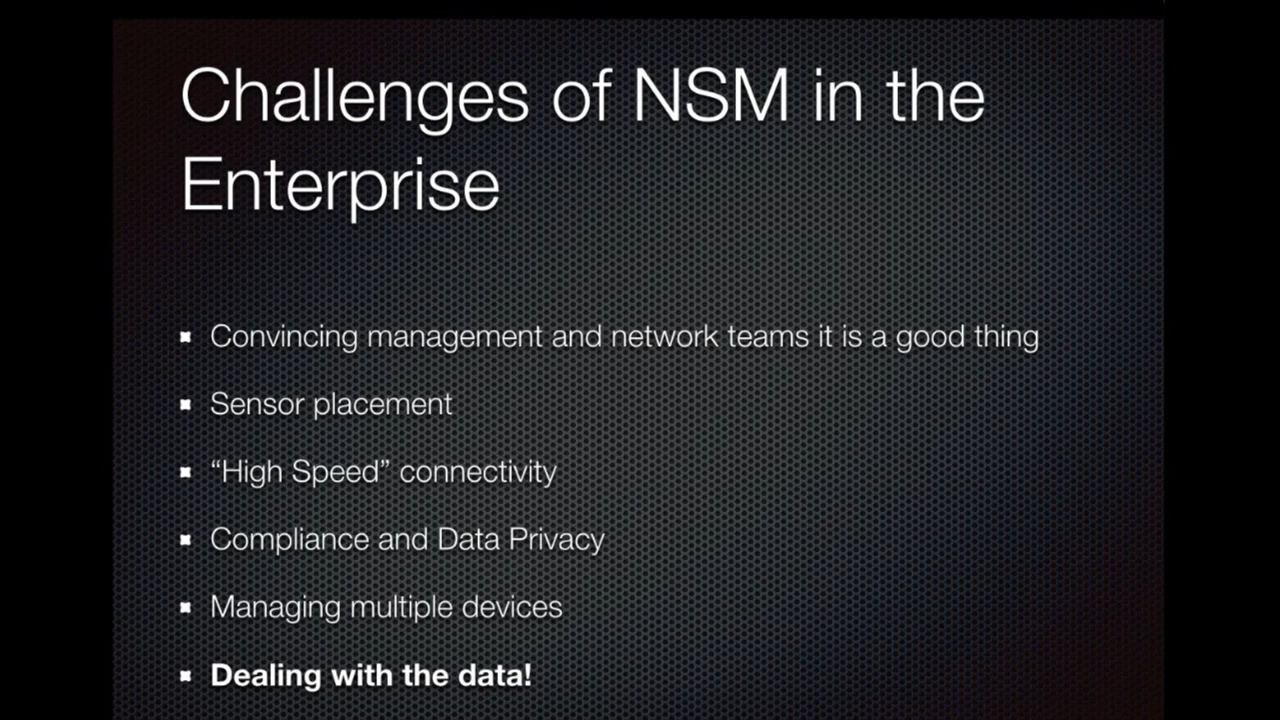 Challenges of NSM in the
Enterprise
Convincing management and network teams it is a good thing
Sensor placement
“High Speed” connectivity
Compliance and Data Privacy
Managing multiple devices
Dealing with the data!